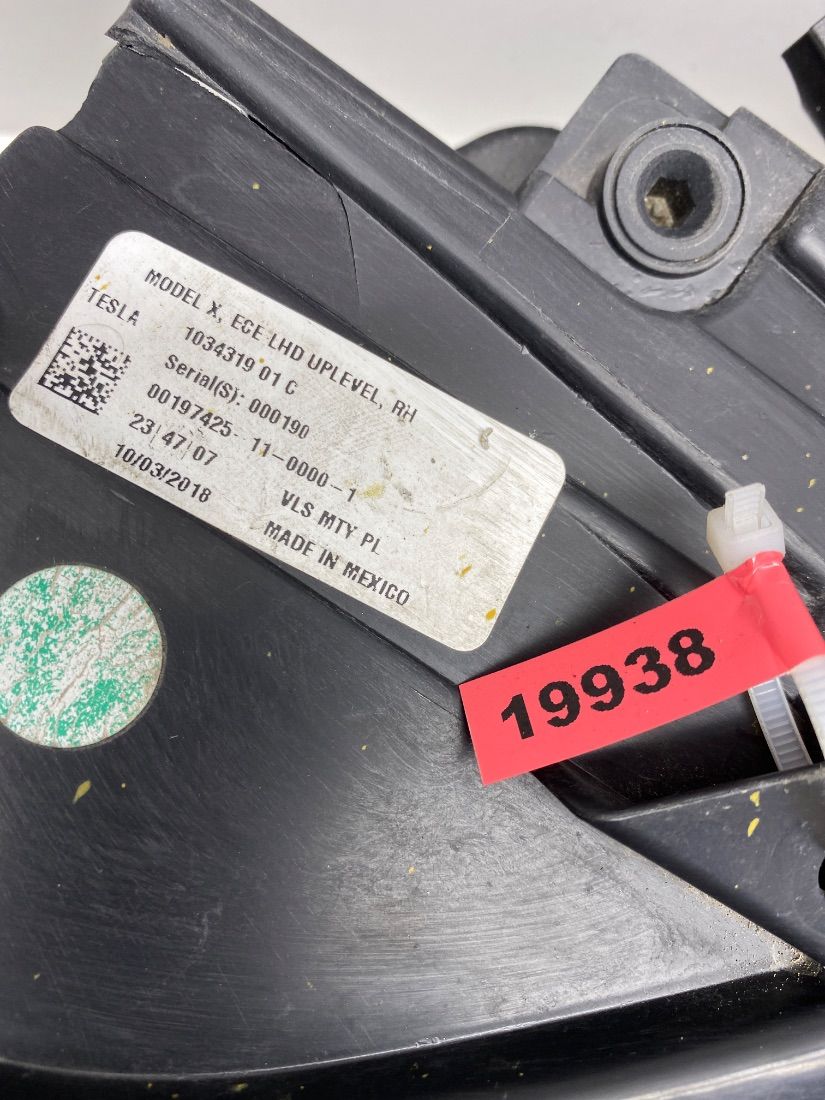 MODEL X, ECE LHD UPLEVEL, RH
TESLA
1034319 01 C
Serial(S): 000190
00197425- 11-0000-1
23|47|07
VLS MTY PL
10/03/2018
MADE IN MEXICO
19938